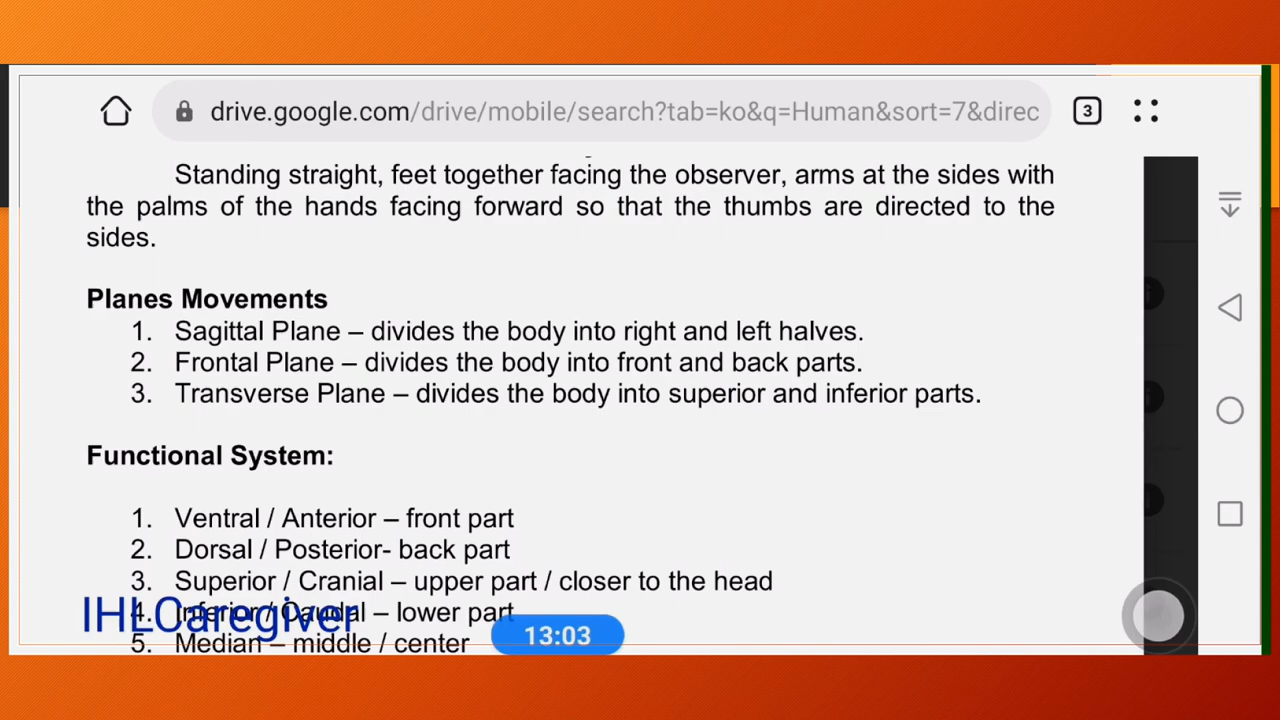 drive.google.com/drive/mobile/search?tab=ko&q=Human&sort=7&direc
3
Standing straight, feet together facing the observer, arms at the sides with
the palms of the hands facing forward so that the thumbs are directed to the
sides.
Planes Movements
1. Sagittal Plane – divides the body into right and left halves.
2. Frontal Plane – divides the body into front and back parts.
3. Transverse Plane – divides the body into superior and inferior parts.
Functional System:
1. Ventral / Anterior – front part
2. Dorsal / Posterior- back part
3. Superior / Cranial – upper part / closer to the head
4. Inferior / Caudal – lower part
IHLCaregiver
5. Median – middle / center
13:03